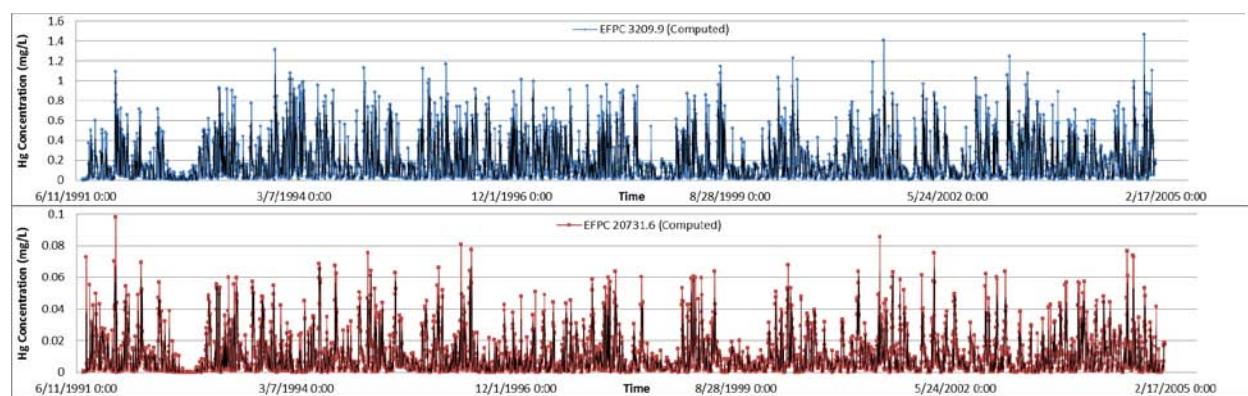 EFPC 3209.9 (Computed)
Hg Concentration (mg/L)
1.6
1.4
1.2
1
0.8
0.6
0.4
0.2
0
6/11/1991 0:00 3/7/1994 0:00 12/1/1996 0:00 Time 8/28/1999 0:00 5/24/2002 0:00 2/17/2005 0:00
EFPC 20731.6 (Computed)
Hg Concentration (mg/L)
0.1
0.08
0.06
0.04
0.02
0
6/11/1991 0:00 3/7/1994 0:00 12/1/1996 0:00 Time 8/28/1999 0:00 5/24/2002 0:00 2/17/2005 0:00